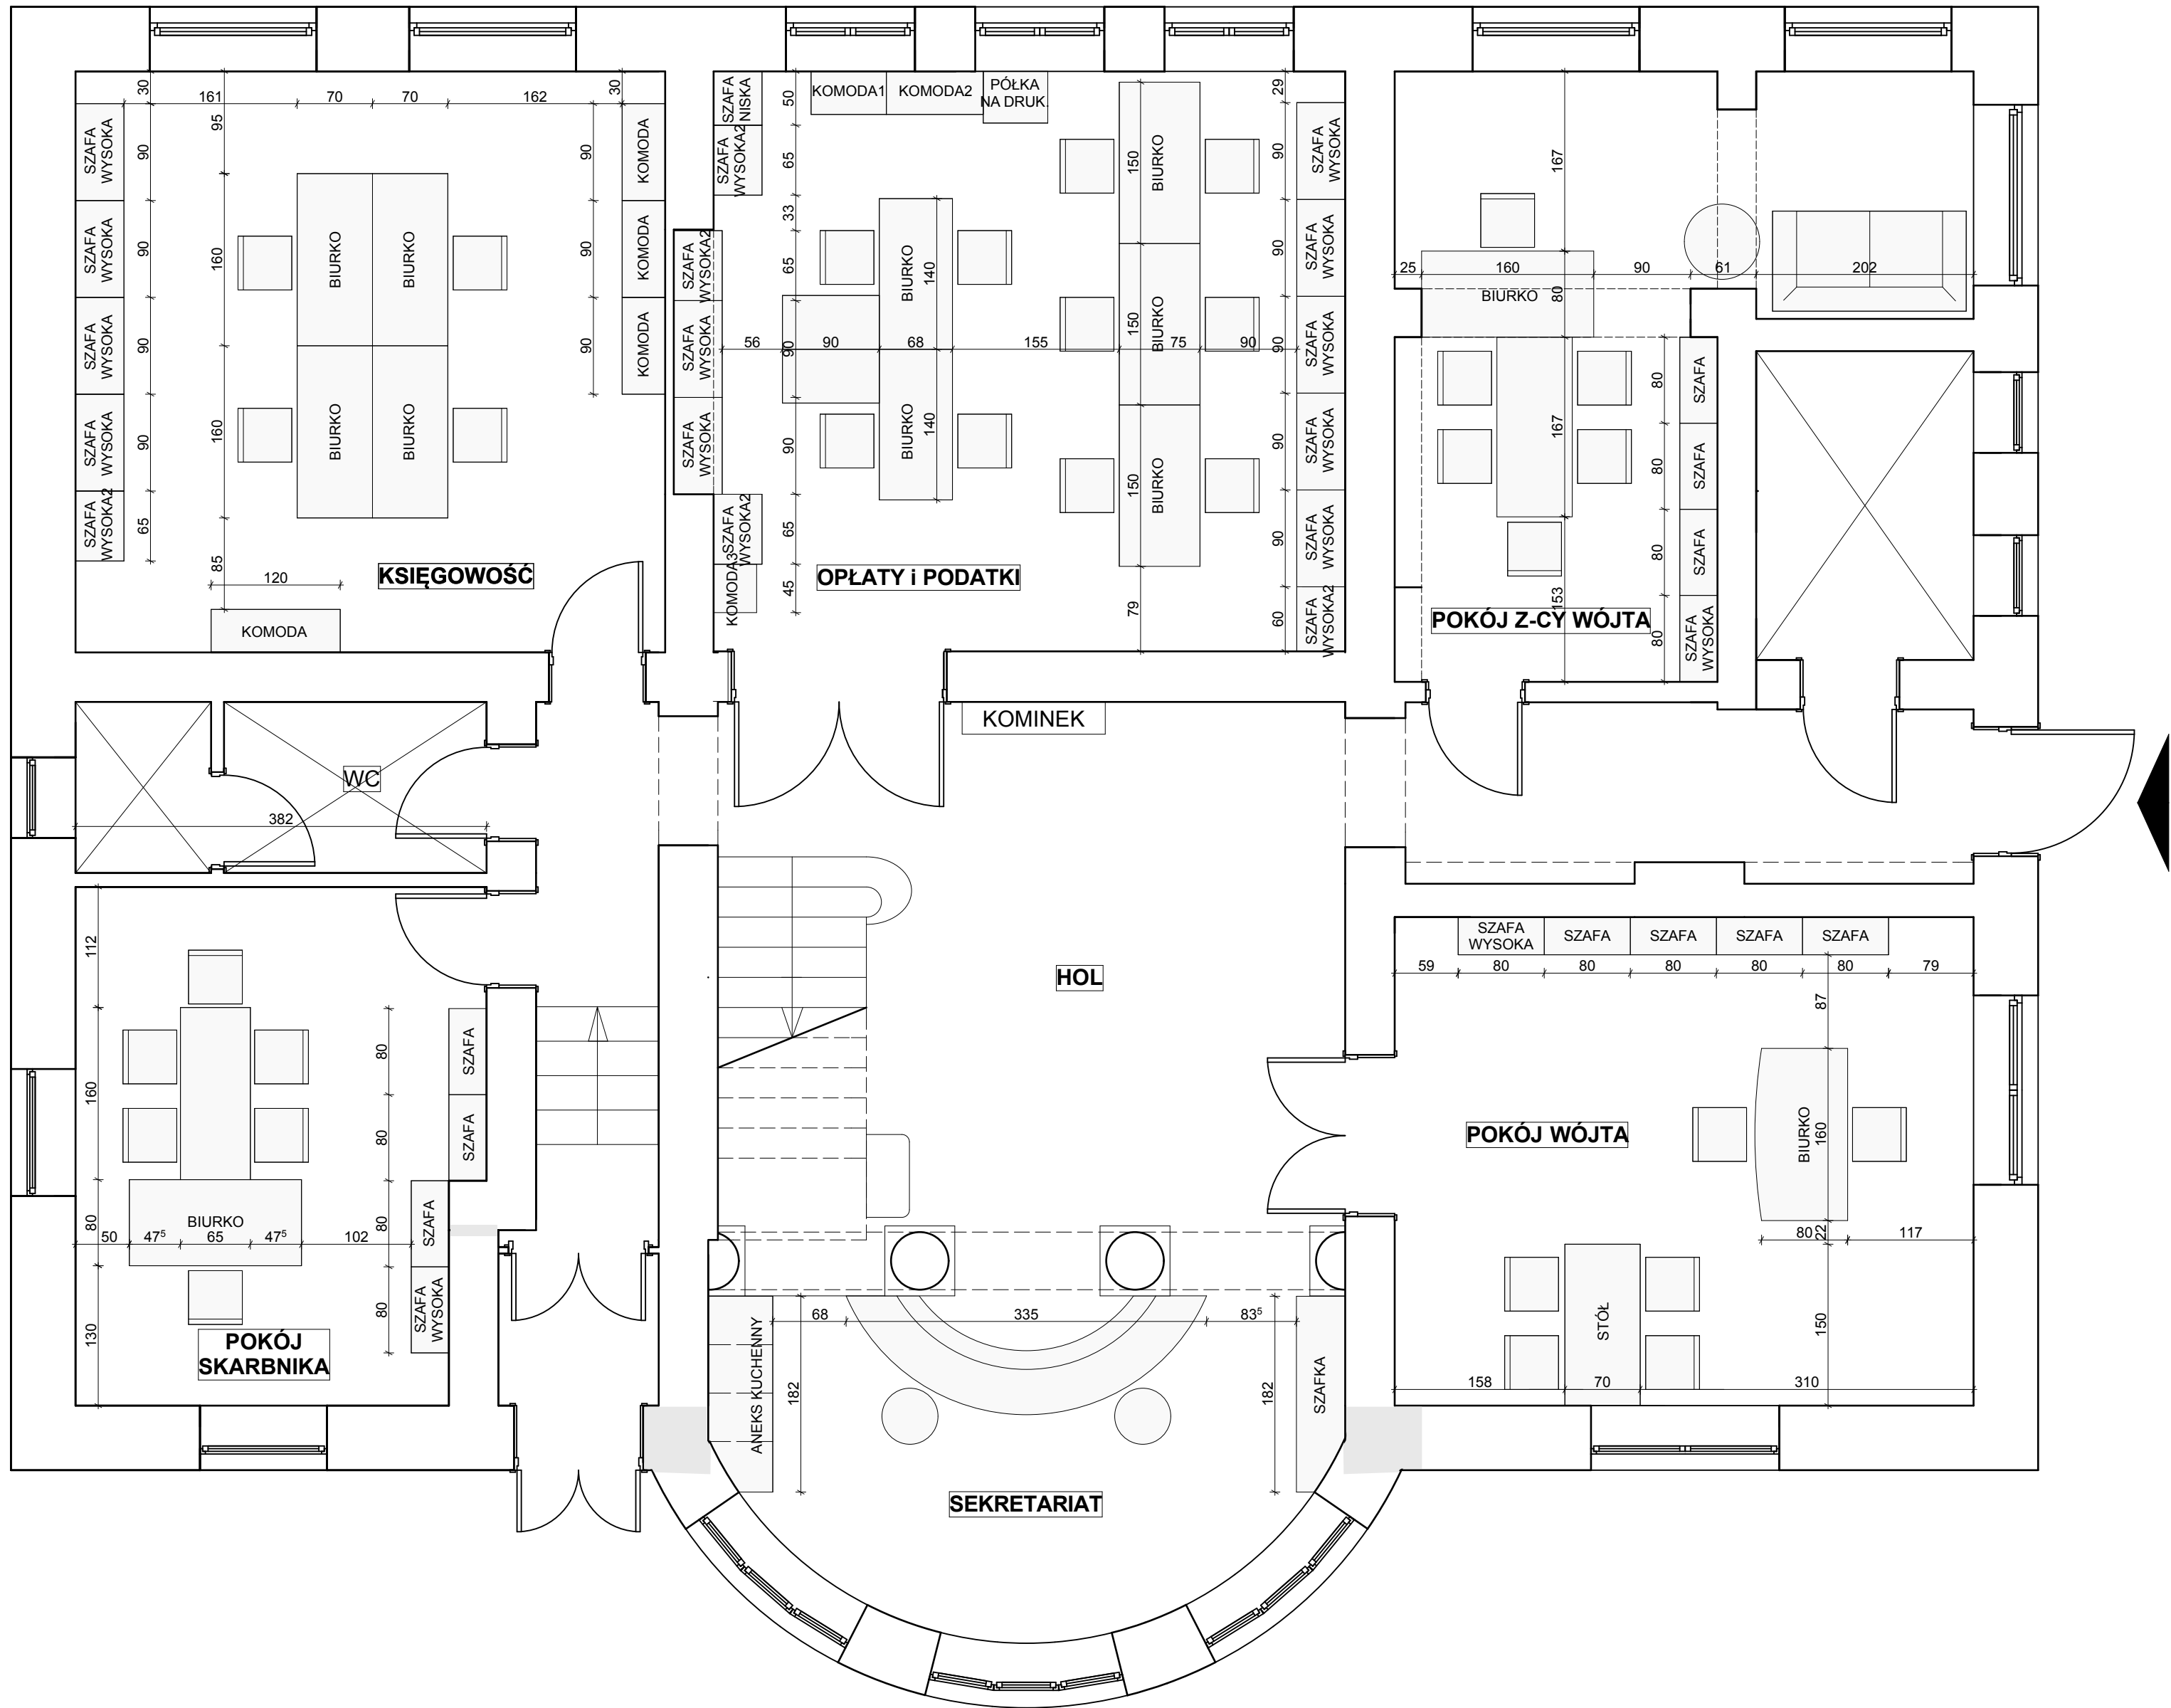 30
161
70
70
162
30
95
90
90
90
90
65
160
160
85
120
90
90
90
SZAFA
WYSOKA
SZAFA
WYSOKA
SZAFA
WYSOKA
SZAFA
WYSOKA
SZAFA
WYSOKA2
BIURKO
BIURKO
BIURKO
BIURKO
KOMODA
KOMODA
KOMODA
KSIĘGOWOŚĆ
KOMODA
SZAFA
NISKA
SZAFA
WYSOKA2
SZAFA
WYSOKA2
SZAFA
WYSOKA
SZAFA
WYSOKA
SZAFA
WYSOKA2
KOMODA3
50
65
33
65
90
90
65
45
KOMODA1
KOMODA2
PÓŁKA
NA DRUK.
BIURKO
140
BIURKO
140
56
90
68
155
75
90
150
BIURKO
150
BIURKO
150
BIURKO
79
29
90
90
90
90
90
60
SZAFA
WYSOKA
SZAFA
WYSOKA
SZAFA
WYSOKA
SZAFA
WYSOKA
SZAFA
WYSOKA
SZAFA
WYSOKA2
OPŁATY i PODATKI
167
25
160
90
61
202
80
BIURKO
167
153
80
80
80
80
SZAFA
SZAFA
SZAFA
SZAFA
WYSOKA
POKÓJ Z-CY WÓJTA
KOMINEK
WC
382
112
160
80
130
80
80
80
80
SZAFA
SZAFA
SZAFA
SZAFA
WYSOKA
BIURKO
50
47⁵
65
47⁵
102
POKÓJ
SKARBNIKA
HOL
SZAFA
WYSOKA
SZAFA
SZAFA
SZAFA
SZAFA
59
80
80
80
80
80
79
87
POKÓJ WÓJTA
BIURKO
160
80
22
117
STÓŁ
150
158
70
310
68
335
83⁵
ANEKS KUCHENNY
182
182
SZAFKA
SEKRETARIAT